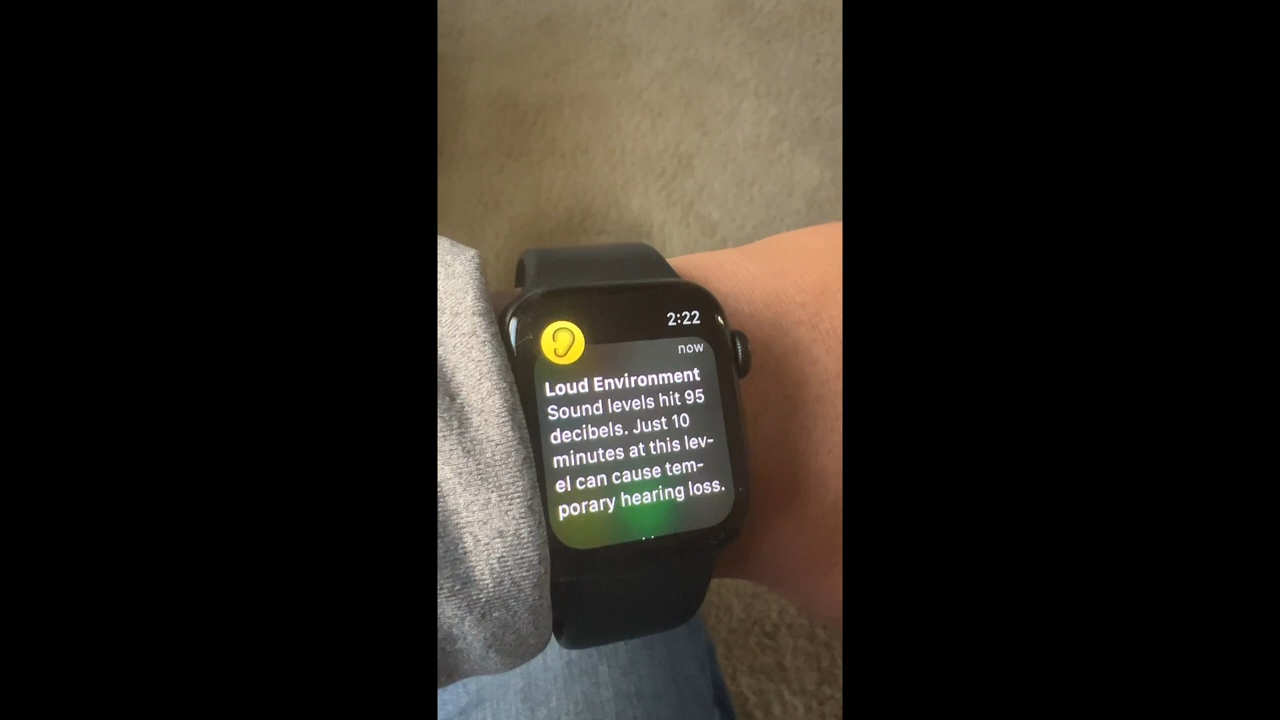 2:22
now
Loud Environment
Sound levels hit 95
decibels. Just 10
minutes at this lev-
el can cause tem-
porary hearing loss.